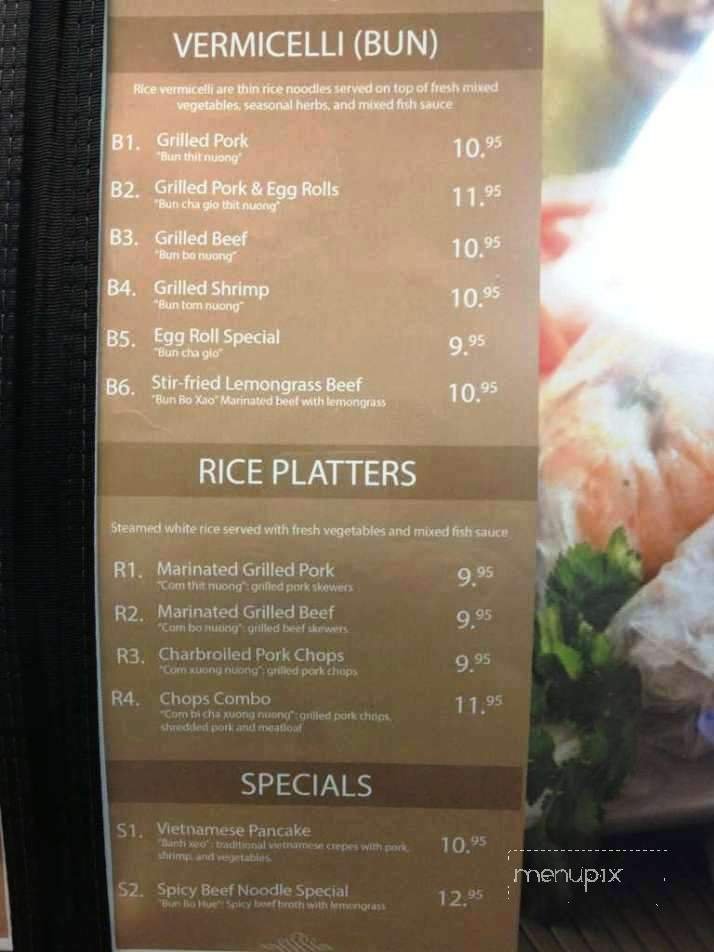 VERMICELLI (BUN)
Rice vermicelli are thin rice noodles served on top of fresh mixed
vegetables, seasonal herbs, and mixed fish sauce
B1. Grilled Pork 10.95
"Bun thit nuong"
B2. Grilled Pork & Egg Rolls 11.95
"Bun cha gio thit nuong"
B3. Grilled Beef 10.95
"Bun bo nuong"
B4. Grilled Shrimp 10.95
"Bun tom nuong"
B5. Egg Roll Special 9.95
"Bun cha gio"
B6. Stir-fried Lemongrass Beef 10.95
"Bun Bo Xao" Marinated beef with lemongrass
RICE PLATTERS
Steamed white rice served with fresh vegetables and mixed fish sauce
R1. Marinated Grilled Pork 9.95
"Com thit nuong": grilled pork skewers
R2. Marinated Grilled Beef 9.95
"Com bo nuong": grilled beef skewers
R3. Charbroiled Pork Chops 9.95
"Com xuong nuong": grilled pork chops
R4. Chops Combo 11.95
"Com bi cha xuong nuong": grilled pork chops,
shredded pork and meatloaf
SPECIALS
S1. Vietnamese Pancake 10.95
"Banh xeo": traditional vietnamese crepes with pork,
shrimp, and vegetables.
S2. Spicy Beef Noodle Special 12.95
"Bun Bo Hue": Spicy beef broth with lemongrass
menupix